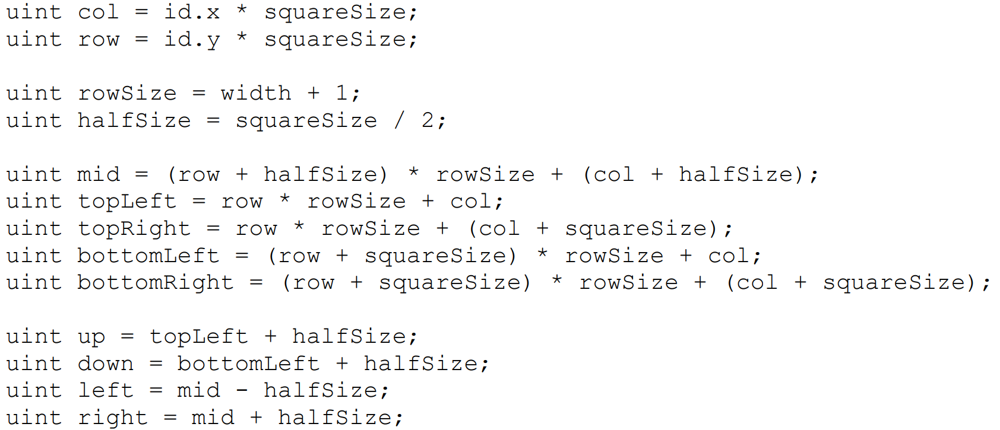 uint col = id.x * squareSize;
uint row = id.y * squareSize;
uint rowSize = width + 1;
uint halfSize = squareSize / 2;
uint mid = (row + halfSize) * rowSize + (col + halfSize);
uint topLeft = row * rowSize + col;
uint topRight = row * rowSize + (col + squareSize);
uint bottomLeft = (row + squareSize) * rowSize + col;
uint bottomRight = (row + squareSize) * rowSize + (col + squareSize);
uint up = topLeft + halfSize;
uint down = bottomLeft + halfSize;
uint left = mid - halfSize;
uint right = mid + halfSize;